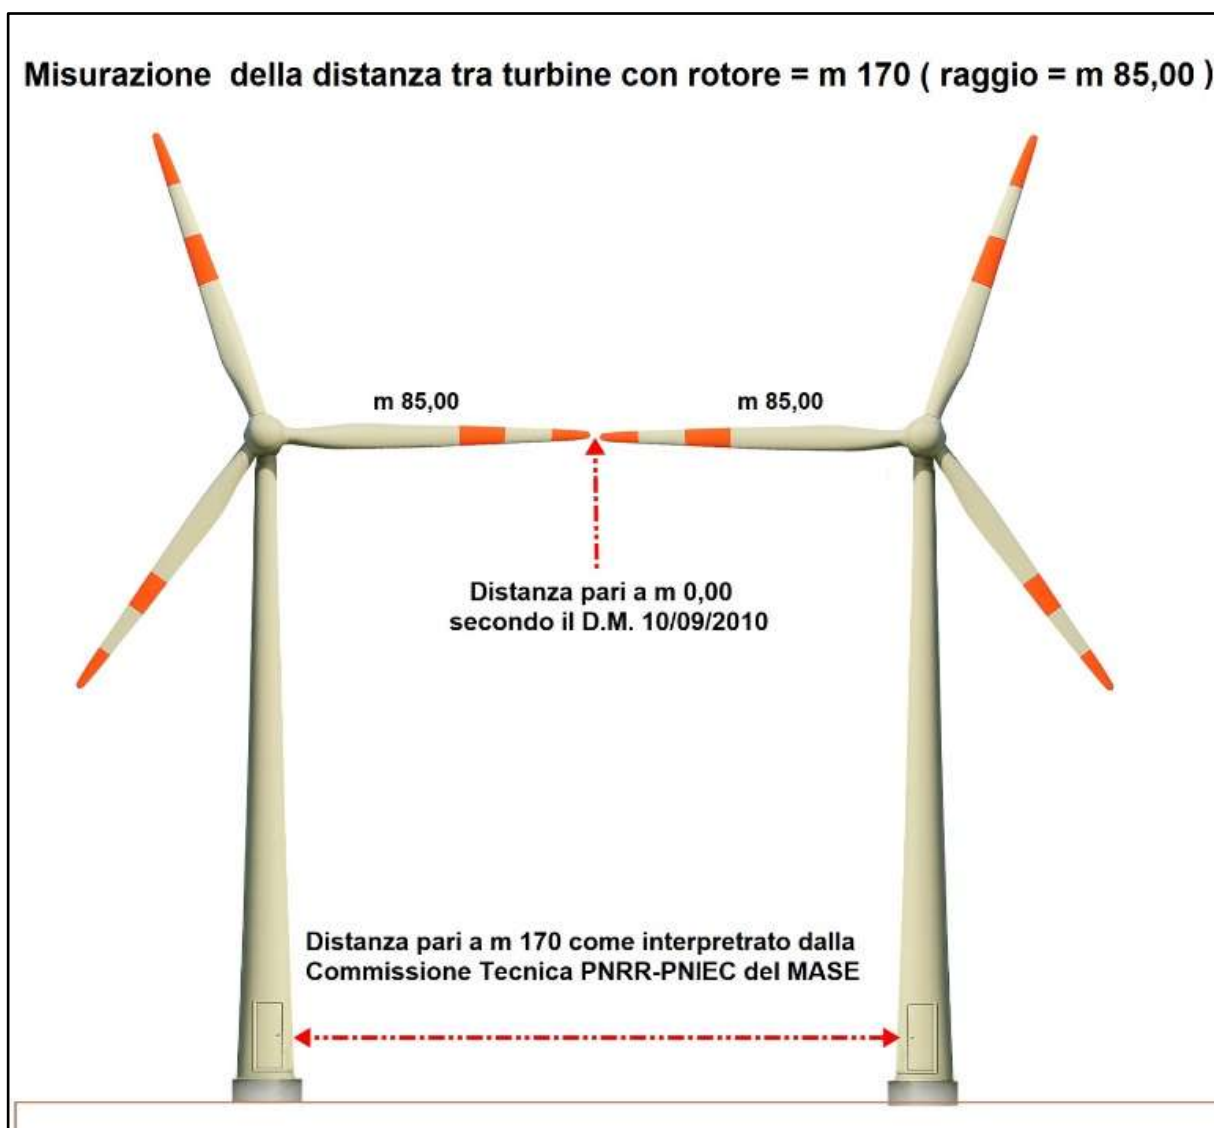 Misurazione della distanza tra turbine con rotore = m 170 ( raggio = m 85,00 )
m 85,00
m 85,00
Distanza pari a m 0,00
secondo il D.M. 10/09/2010
Distanza pari a m 170 come interpretato dalla
Commissione Tecnica PNRR-PNIEC del MASE